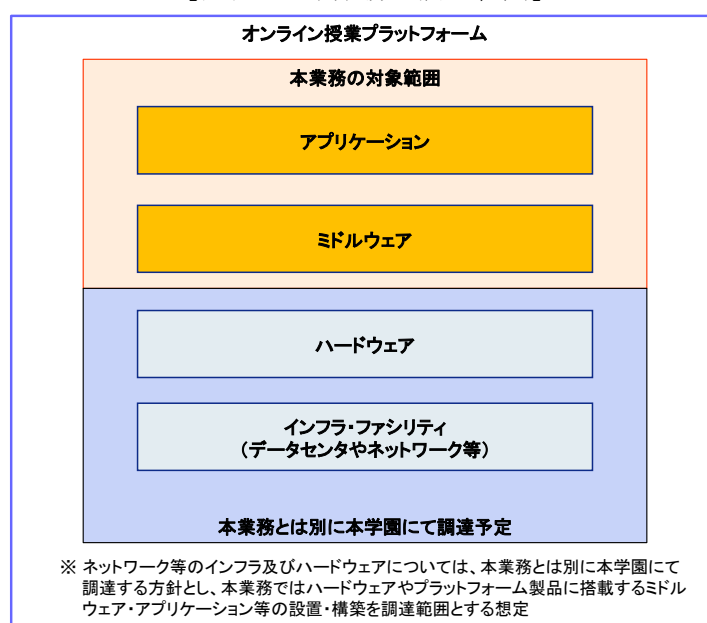 オンライン授業プラットフォーム
本業務の対象範囲
アプリケーション
ミドルウェア
ハードウェア
インフラ・ファシリティ
(データセンタやネットワーク等)
本業務とは別に本学園にて調達予定
※ ネットワーク等のインフラ及びハードウェアについては、本業務とは別に本学園にて
調達する方針とし、本業務ではハードウェアやプラットフォーム製品に搭載するミドル
ウェア・アプリケーション等の設置・構築を調達範囲とする想定